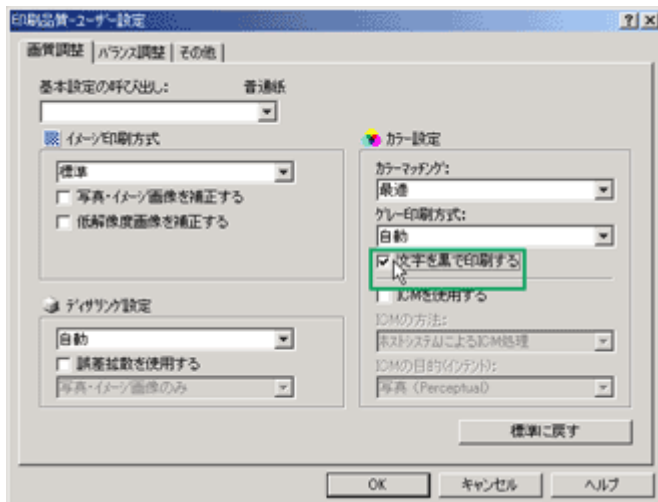 印刷品質-2-ユーザー設定
画質調整 バランス調整 その他
基本設定の呼び出し: 普通紙
イメージ印刷方式
標準
写真・イメージ画像を補正する
低解像度画像を補正する
ディザリング設定
自動
誤差拡散を使用する
写真・イメージ画像のみ
カラー設定
カラーマッチング:
最適
グレー印刷方式:
自動
文字を黒で印刷する
ICMを使用する
ICMの方法:
ホストシステムによるICM処理
ICMの目的(インテント):
写真 (Perceptual)
標準に戻す
OK キャンセル ヘルプ